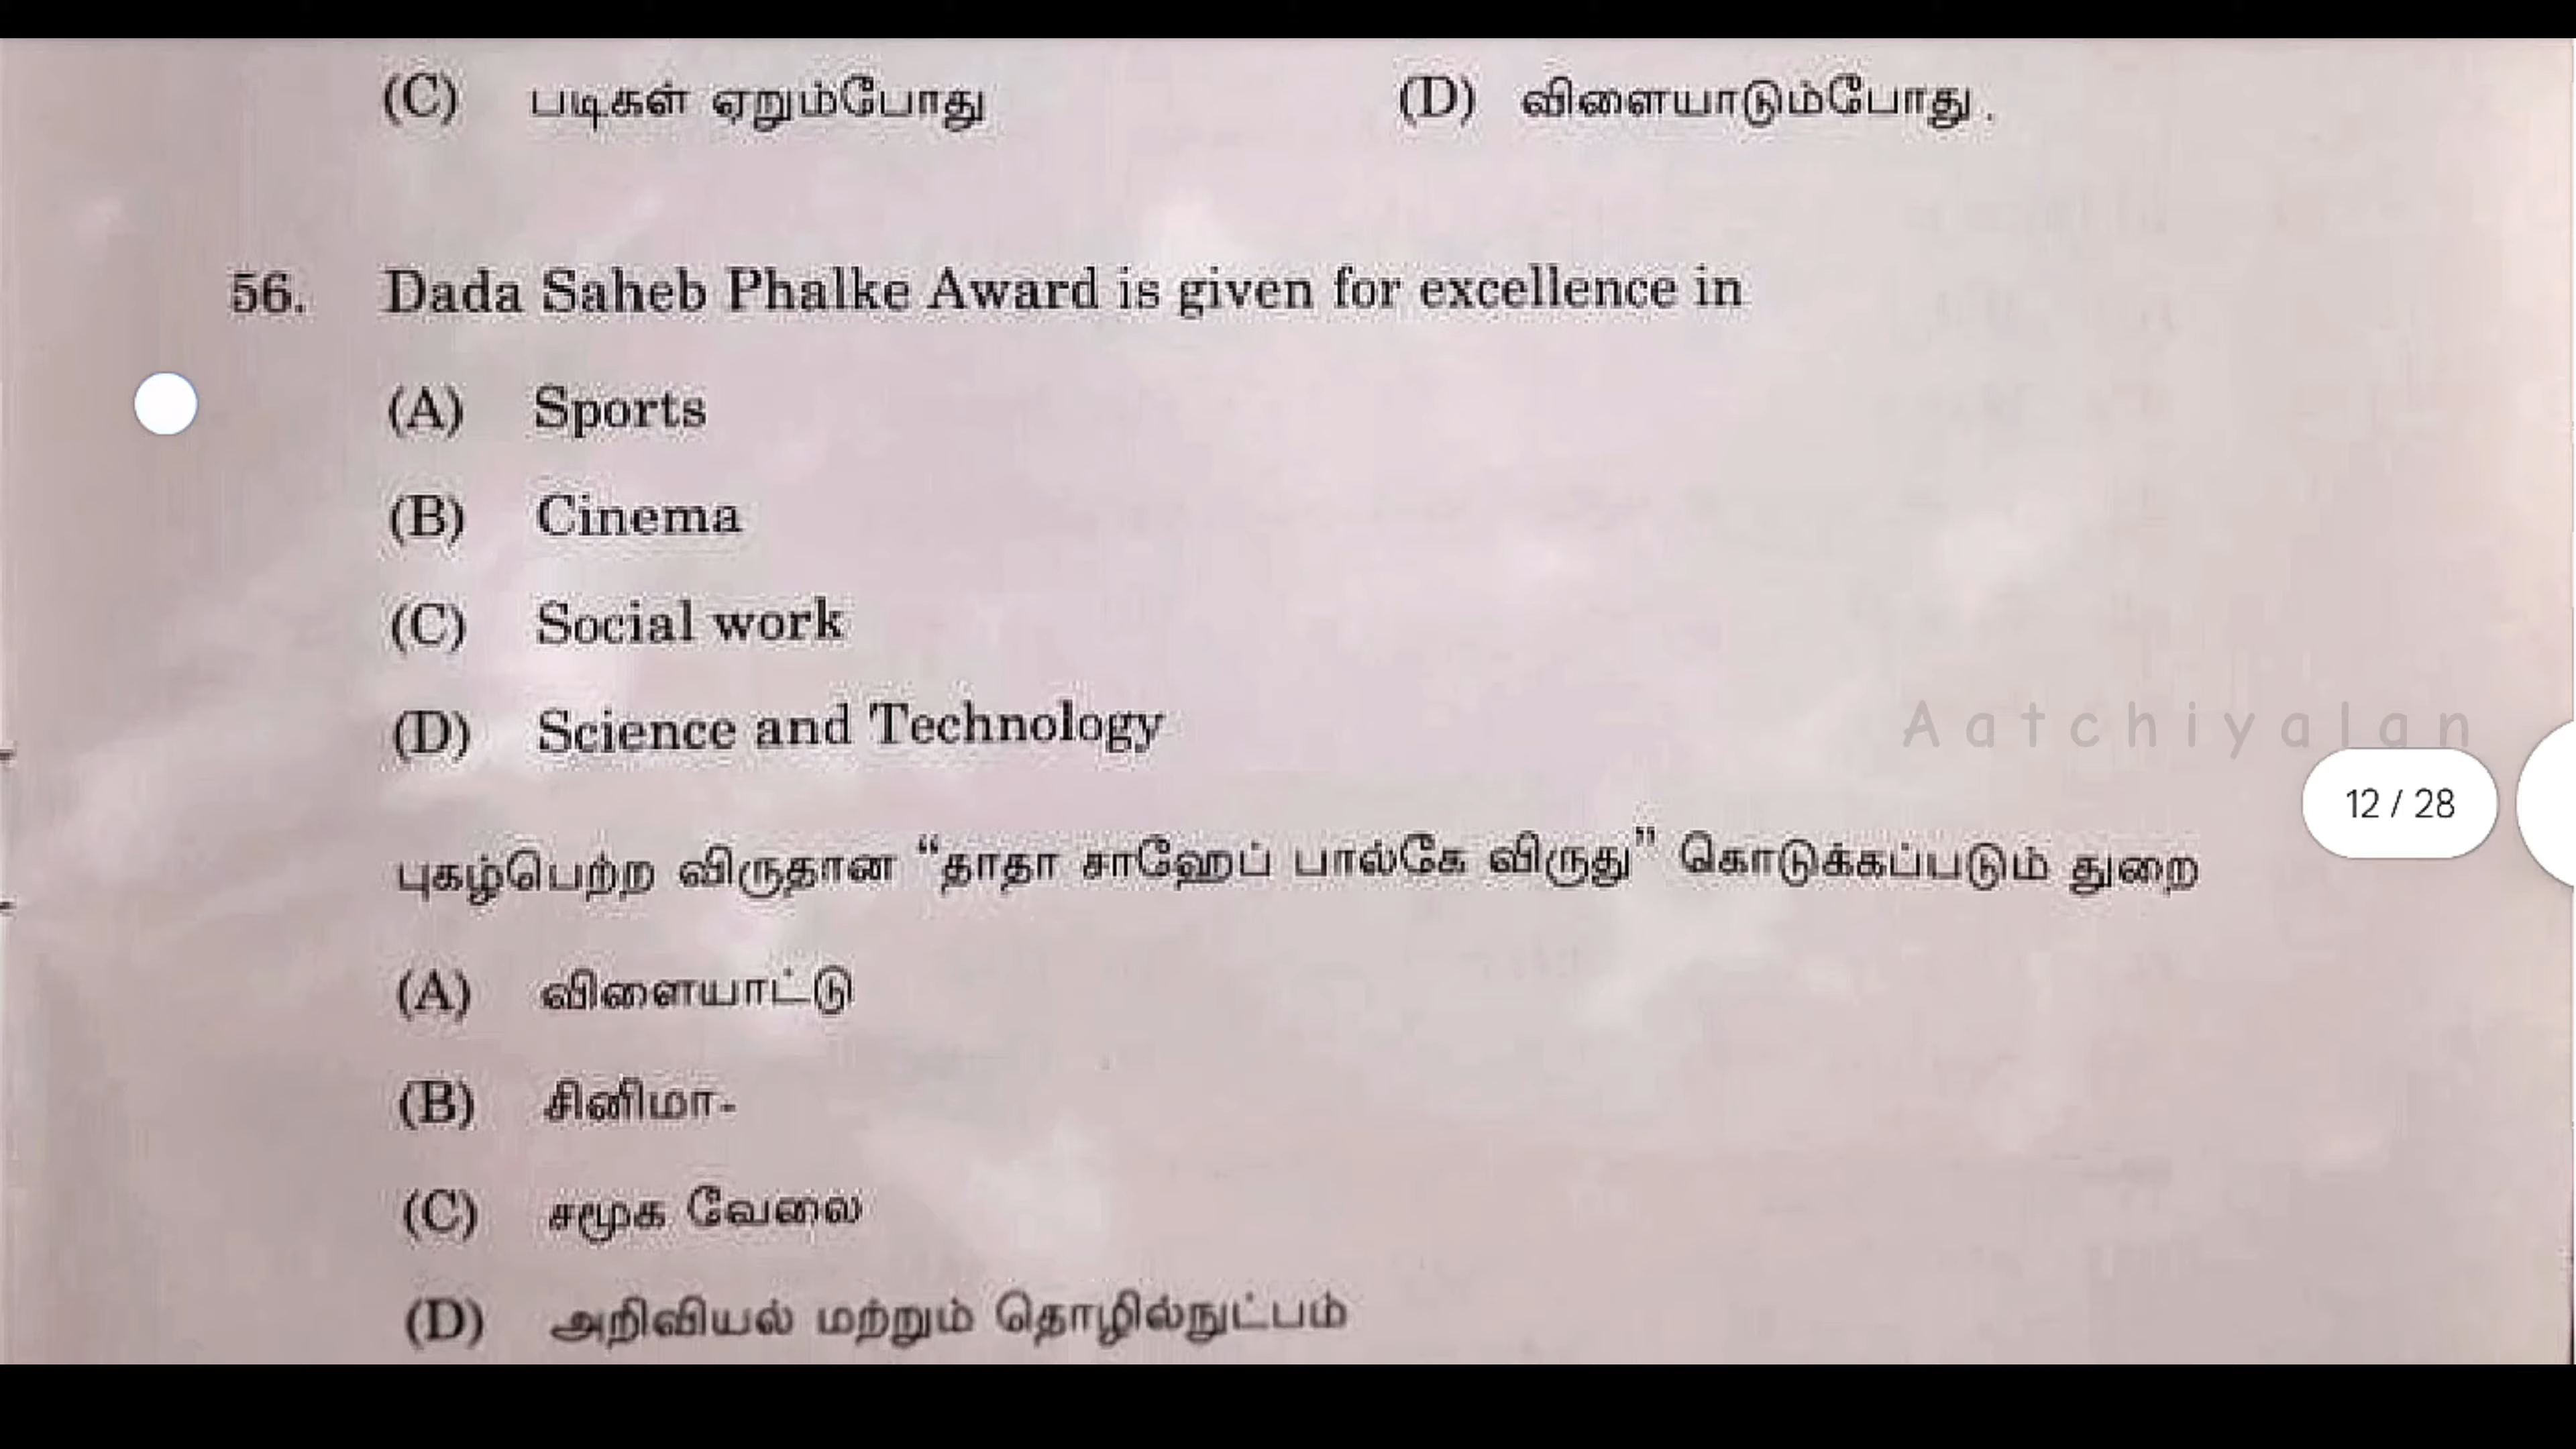 (C) படிகள் ஏறும்போது (D) விளையாடும்போது.
56. Dada Saheb Phalke Award is given for excellence in
(A) Sports
(B) Cinema
(C) Social work
(D) Science and Technology
Aatchiyalan
12 / 28
புகழ்பெற்ற விருதான “தாதா சாஹேப் பால்கே விருது” கொடுக்கப்படும் துறை
(A) விளையாட்டு
(B) சினிமா-
(C) சமூக வேலை
(D) அறிவியல் மற்றும் தொழில்நுட்பம்